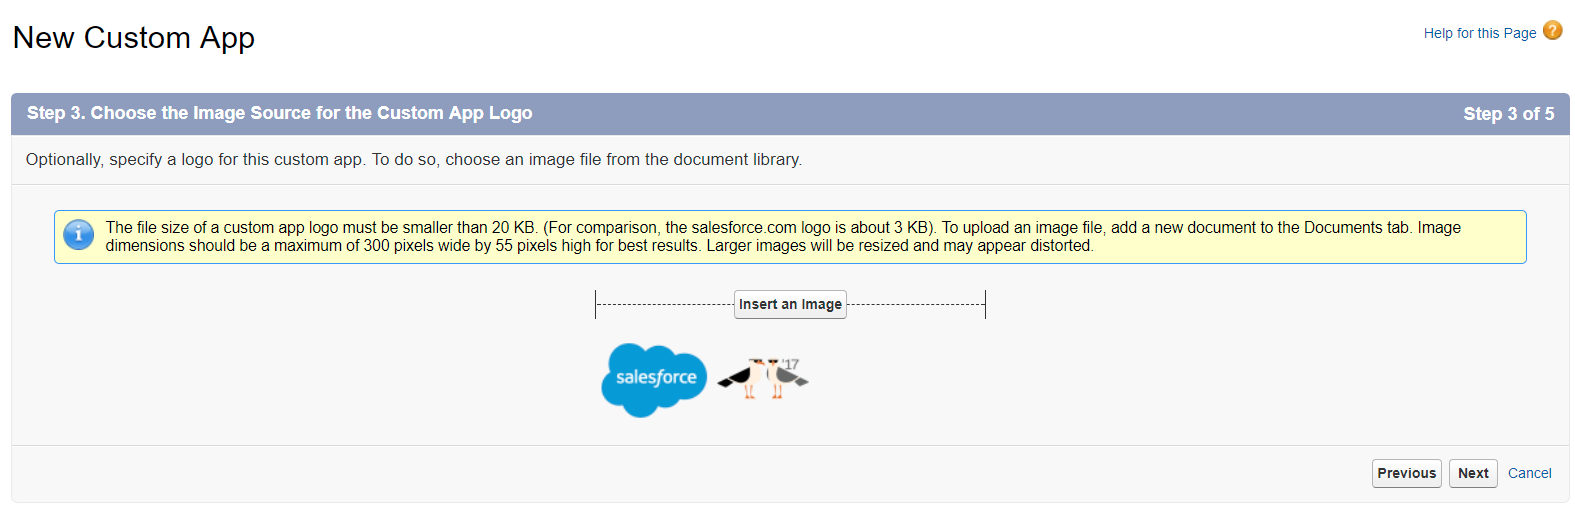 New Custom App
Help for this Page ?
Step 3. Choose the Image Source for the Custom App Logo
Step 3 of 5
Optionally, specify a logo for this custom app. To do so, choose an image file from the document library.
The file size of a custom app logo must be smaller than 20 KB. (For comparison, the salesforce.com logo is about 3 KB). To upload an image file, add a new document to the Documents tab. Image
dimensions should be a maximum of 300 pixels wide by 55 pixels high for best results. Larger images will be resized and may appear distorted.
Insert an Image
salesforce
'17
Previous Next Cancel